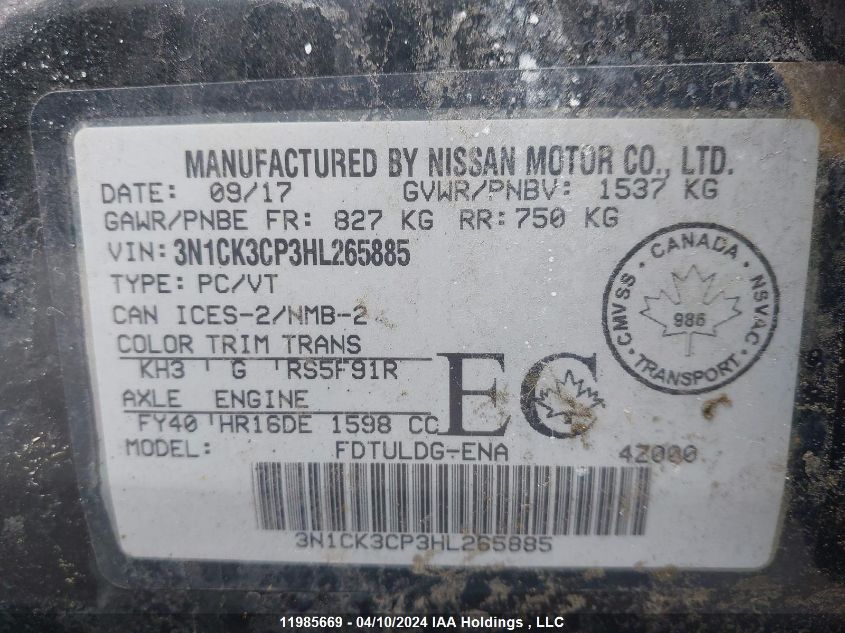 MANUFACTURED BY NISSAN MOTOR CO., LTD.
DATE: 09/17 GVWR/PNBV: 1537 KG
GAWR/PNBE FR: 827 KG RR: 750 KG
VIN: 3N1CK3CP3HL265885
TYPE: PC/VT
CAN ICES-2/NMB-2
COLOR TRIM TRANS
KH3 G RS5F91R
AXLE ENGINE
FY40 HR16DE 1598 CC
MODEL: FDTULDG-ENA 4Z000
EC
CANADA
CMVSS
NSVAC
986
TRANSPORT
3N1CK3CP3HL265885
11985669 - 04/10/2024 IAA Holdings , LLC